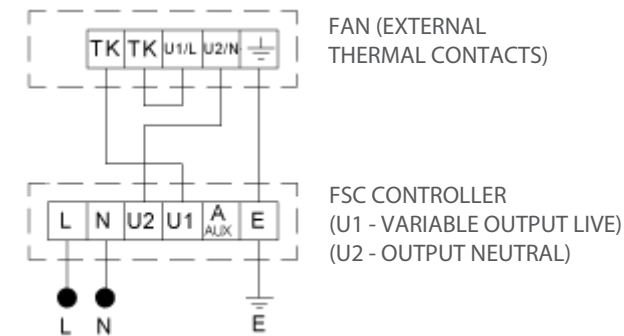 FAN (EXTERNAL
THERMAL CONTACTS)
TK TK U1/L U2/N
FSC CONTROLLER
(U1 - VARIABLE OUTPUT LIVE)
(U2 - OUTPUT NEUTRAL)
L N U2 U1 A AUX E
L N E